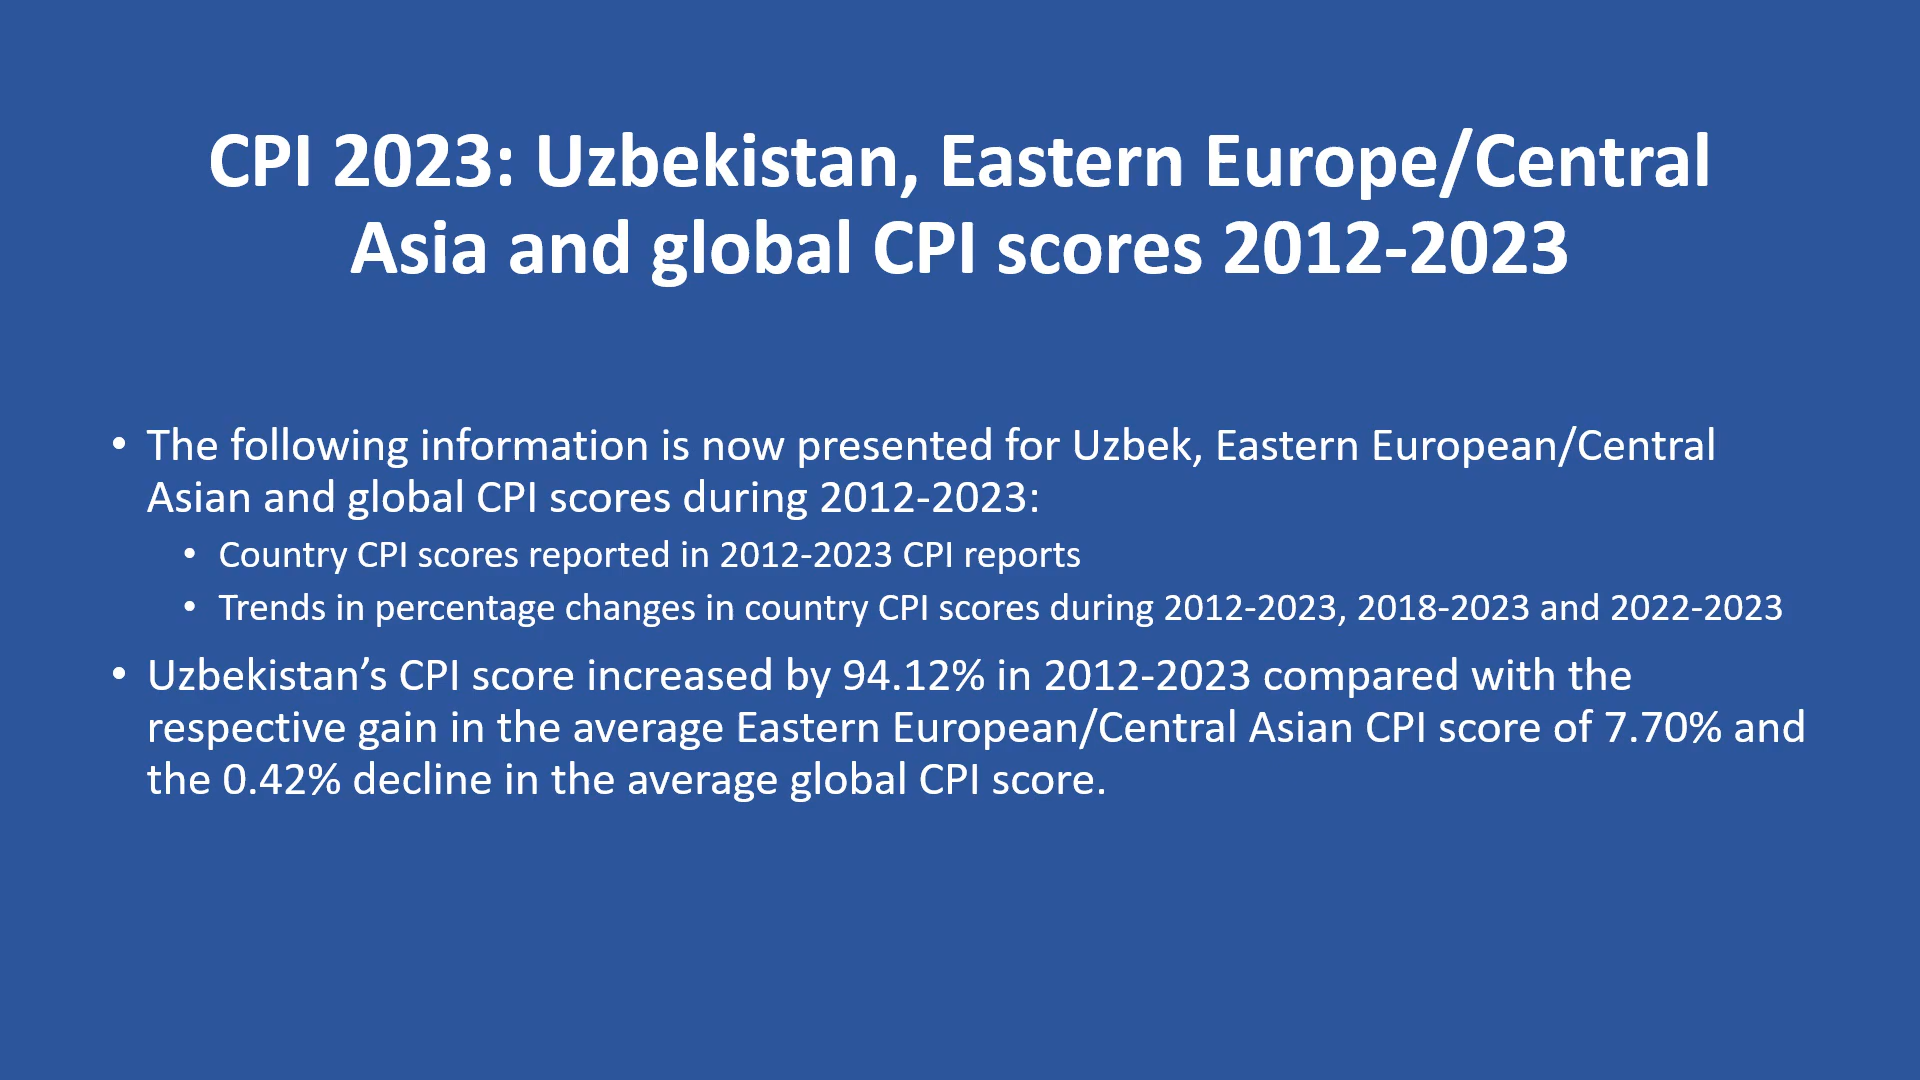 CPI 2023: Uzbekistan, Eastern Europe/Central
Asia and global CPI scores 2012-2023
• The following information is now presented for Uzbek, Eastern European/Central
Asian and global CPI scores during 2012-2023:
• Country CPI scores reported in 2012-2023 CPI reports
• Trends in percentage changes in country CPI scores during 2012-2023, 2018-2023 and 2022-2023
• Uzbekistan’s CPI score increased by 94.12% in 2012-2023 compared with the
respective gain in the average Eastern European/Central Asian CPI score of 7.70% and
the 0.42% decline in the average global CPI score.